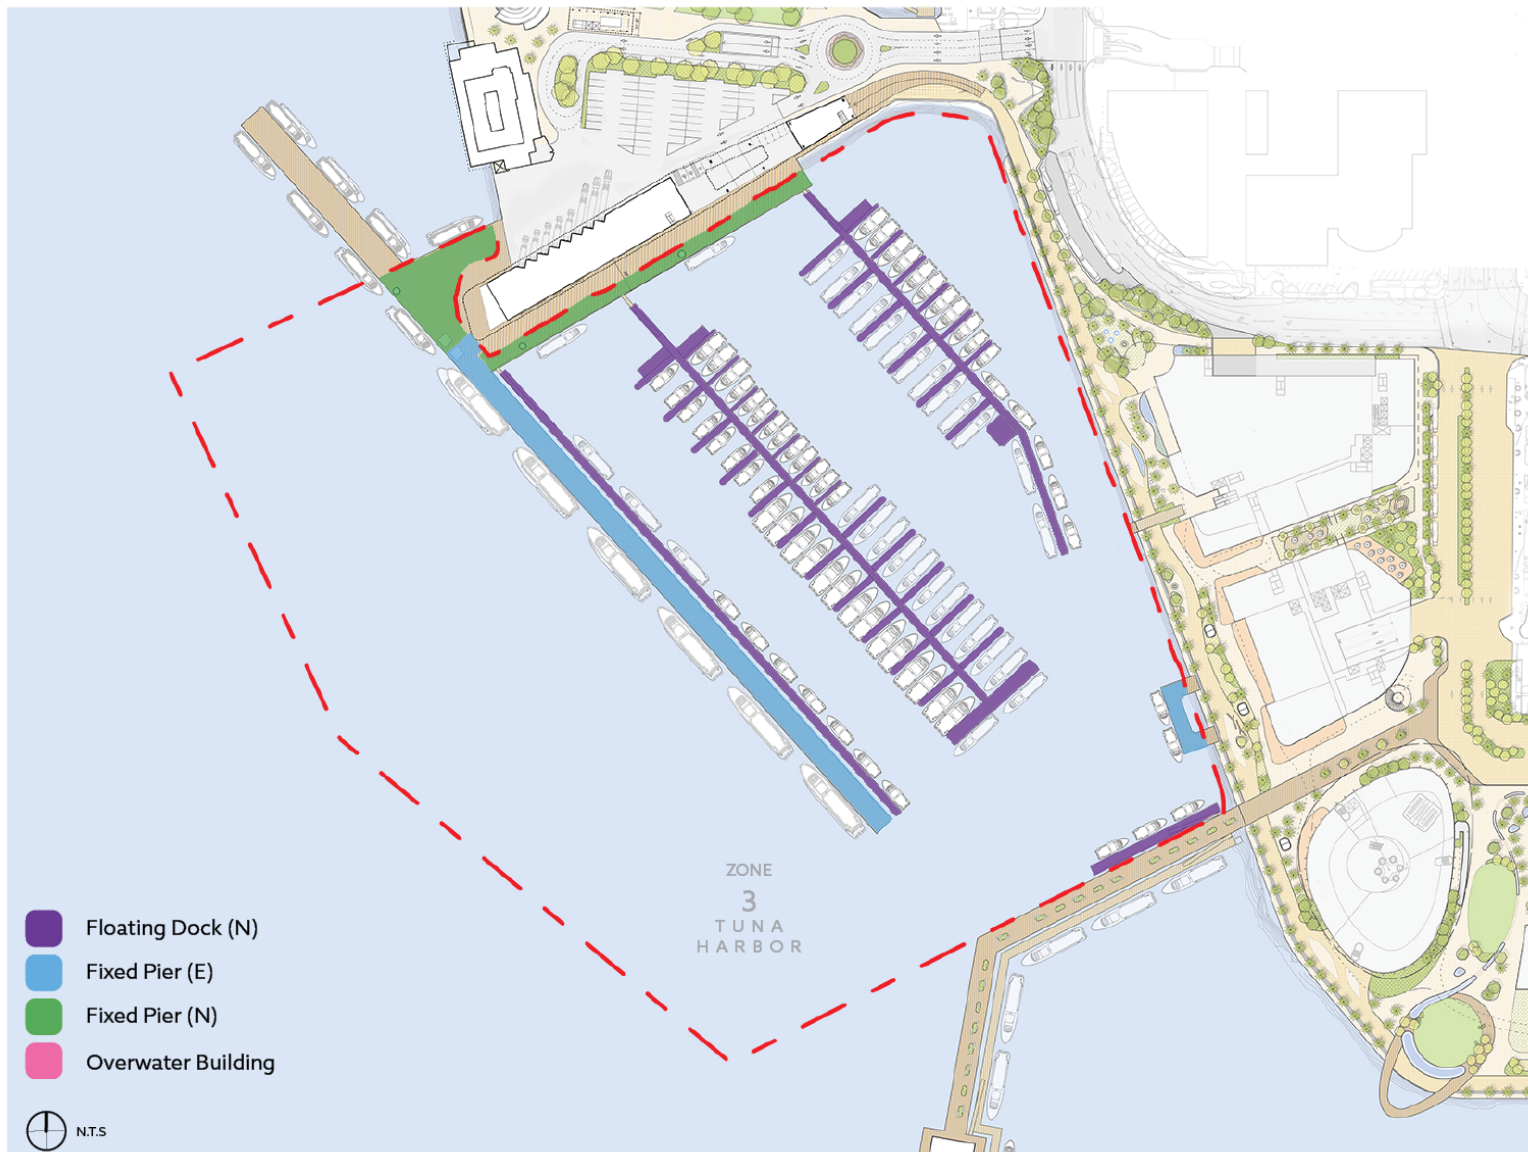 ZONE
3
TUNA
HARBOR
Floating Dock (N)
Fixed Pier (E)
Fixed Pier (N)
Overwater Building
N.T.S